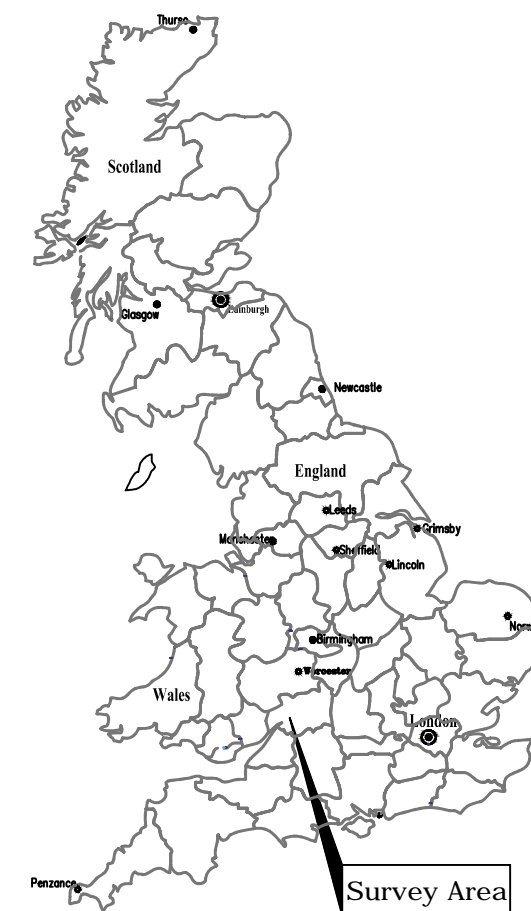 Thurso
Scotland
Edinburgh
Glasgow
Newcastle
England
Leeds
Grimsby
Manchester
Sheffield
Lincoln
Birmingham
Worcester
Wales
London
Penzance
Survey Area